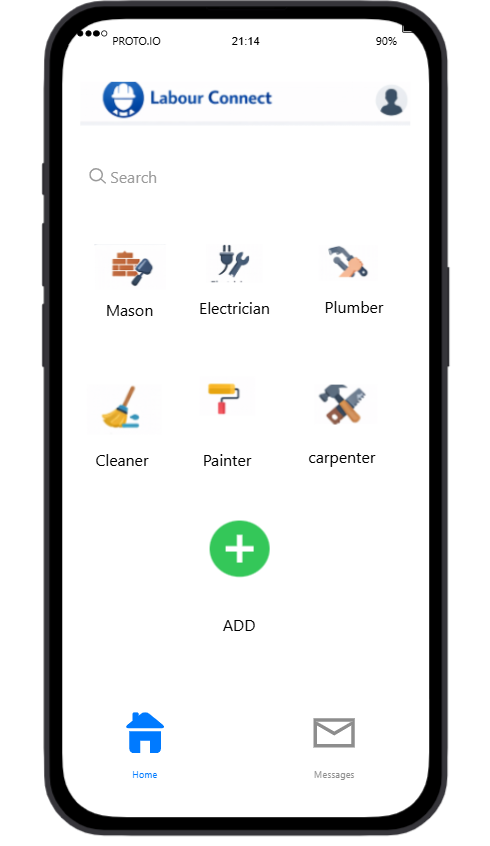 PROTO.IO 21:14 90%
Labour Connect
Search
Mason Electrician Plumber
Cleaner Painter carpenter
ADD
Home Messages